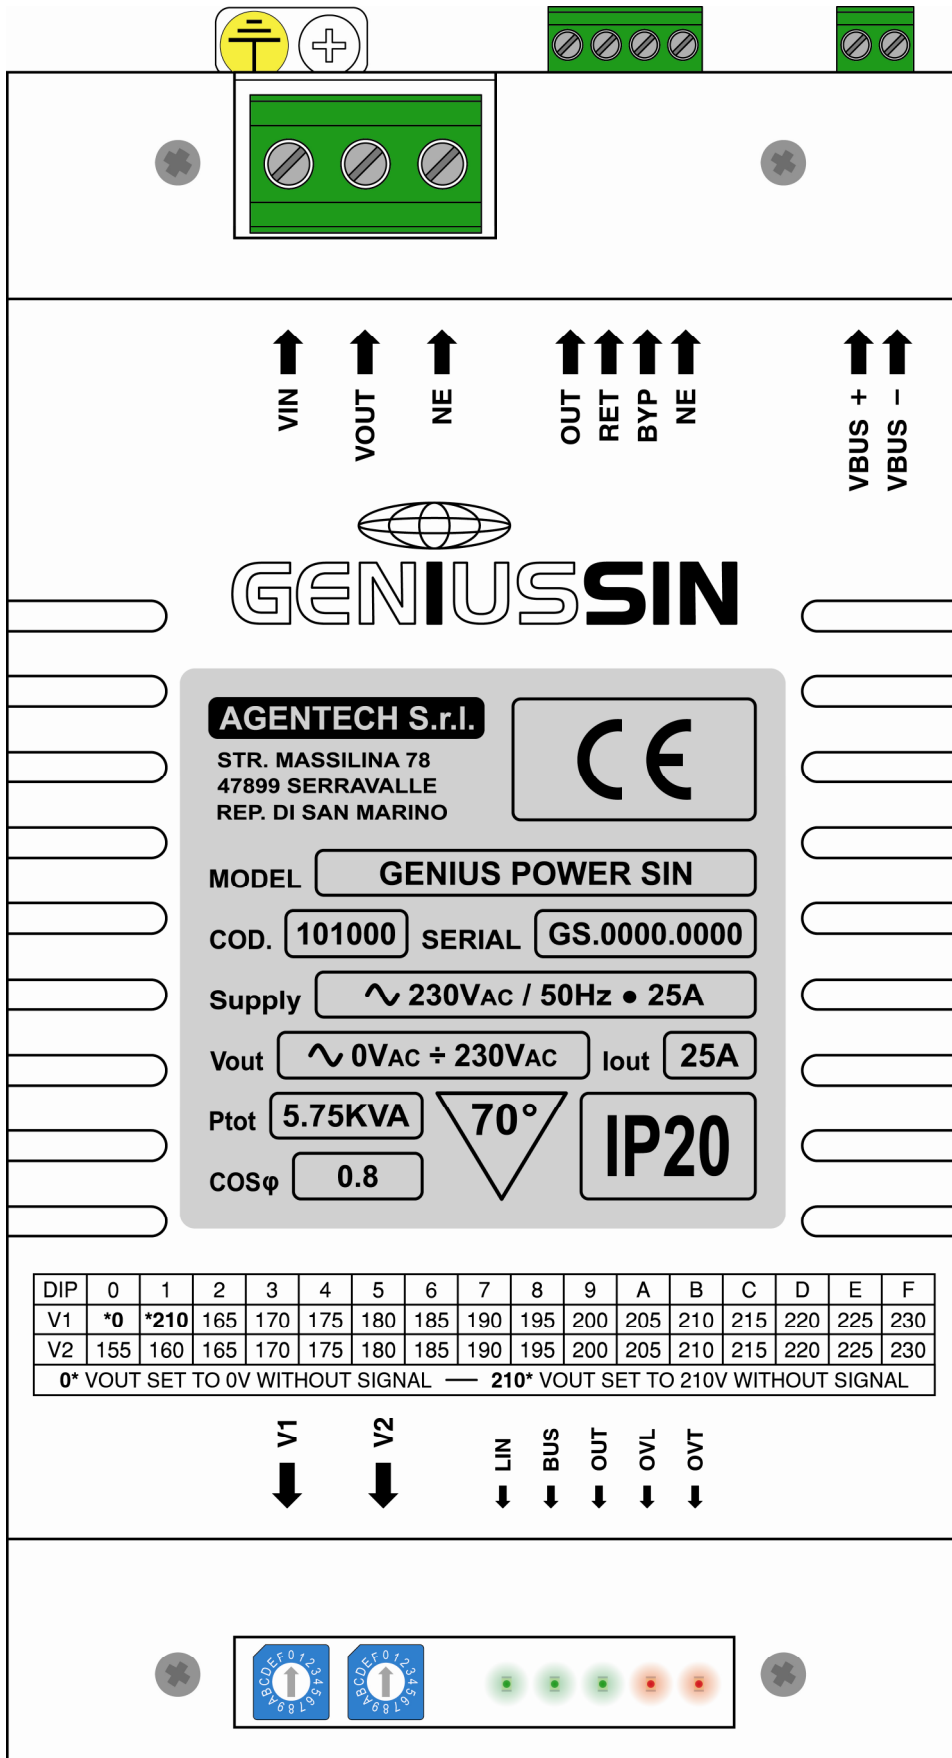 VIN VOUT NE OUT RET BYP NE VBUS + VBUS −
GENIUSSIN
AGENTECH S.r.l.
CE
STR. MASSILINA 78
47899 SERRAVALLE
REP. DI SAN MARINO
MODEL GENIUS POWER SIN
COD. 101000 SERIAL GS.0000.0000
Supply ∿ 230VAC / 50Hz • 25A
Vout ∿ 0VAC ÷ 230VAC Iout 25A
Ptot 5.75KVA 70° IP20
COSφ 0.8
DIP 0 1 2 3 4 5 6 7 8 9 A B C D E F
V1 *0 *210 165 170 175 180 185 190 195 200 205 210 215 220 225 230
V2 155 160 165 170 175 180 185 190 195 200 205 210 215 220 225 230
0* VOUT SET TO 0V WITHOUT SIGNAL — 210* VOUT SET TO 210V WITHOUT SIGNAL
V1 V2 LIN BUS OUT OVL OVT
0123456789ABCDEF 0123456789ABCDEF